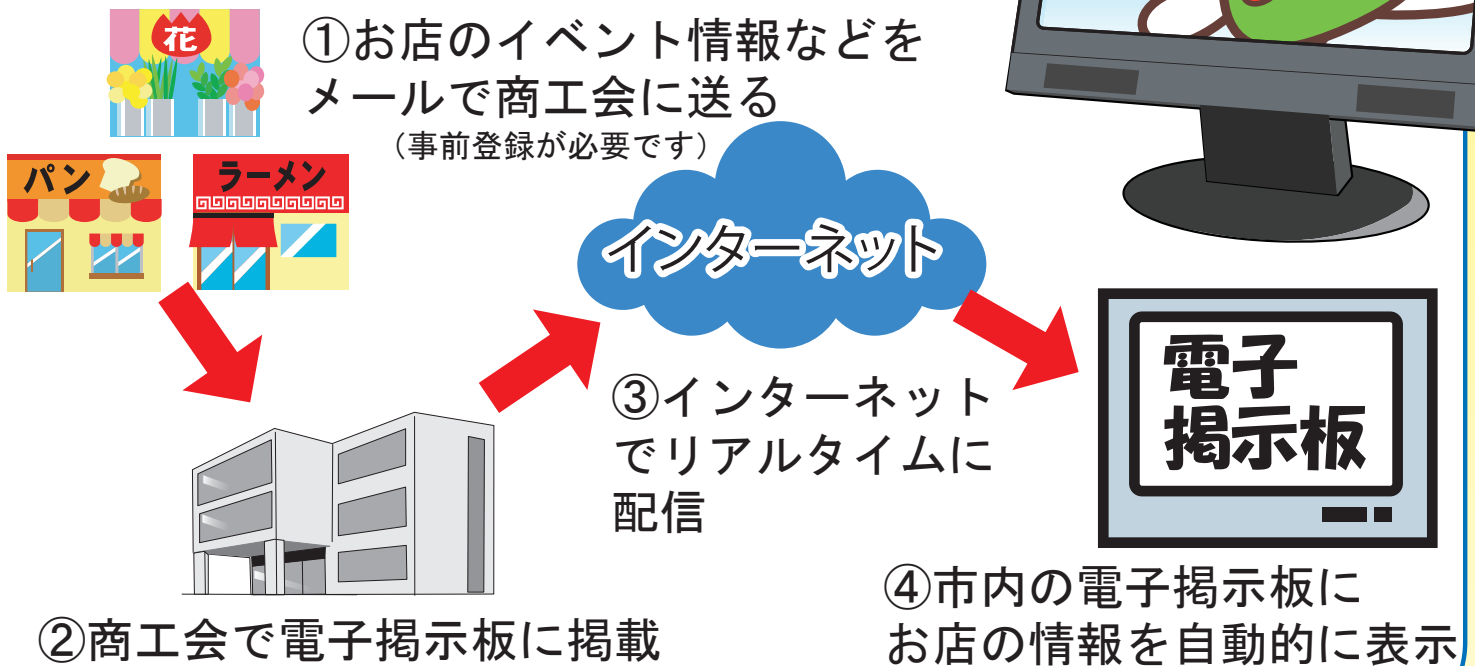 花
①お店のイベント情報などを
メールで商工会に送る
（事前登録が必要です）
パン
ラーメン
インターネット
②商工会で電子掲示板に掲載
③インターネット
でリアルタイムに
配信
電子
掲示板
④市内の電子掲示板に
お店の情報を自動的に表示